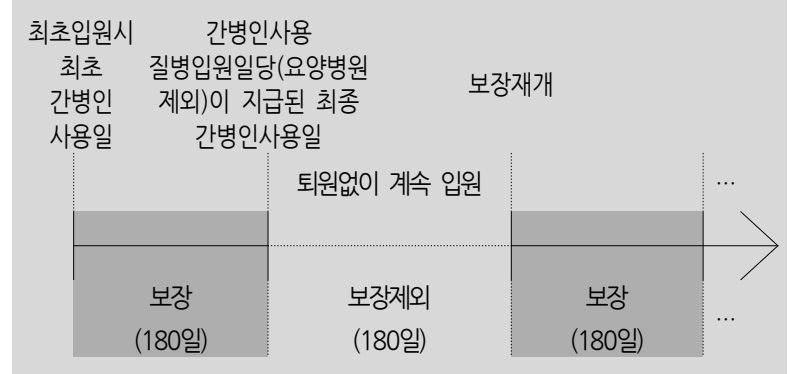 최초입원시
최초
간병인
사용일
간병인사용
질병입원일당(요양병원
제외)이 지급된 최종
간병인사용일
보장재개
퇴원없이 계속 입원
…
보장
(180일)
보장제외
(180일)
보장
(180일)
…